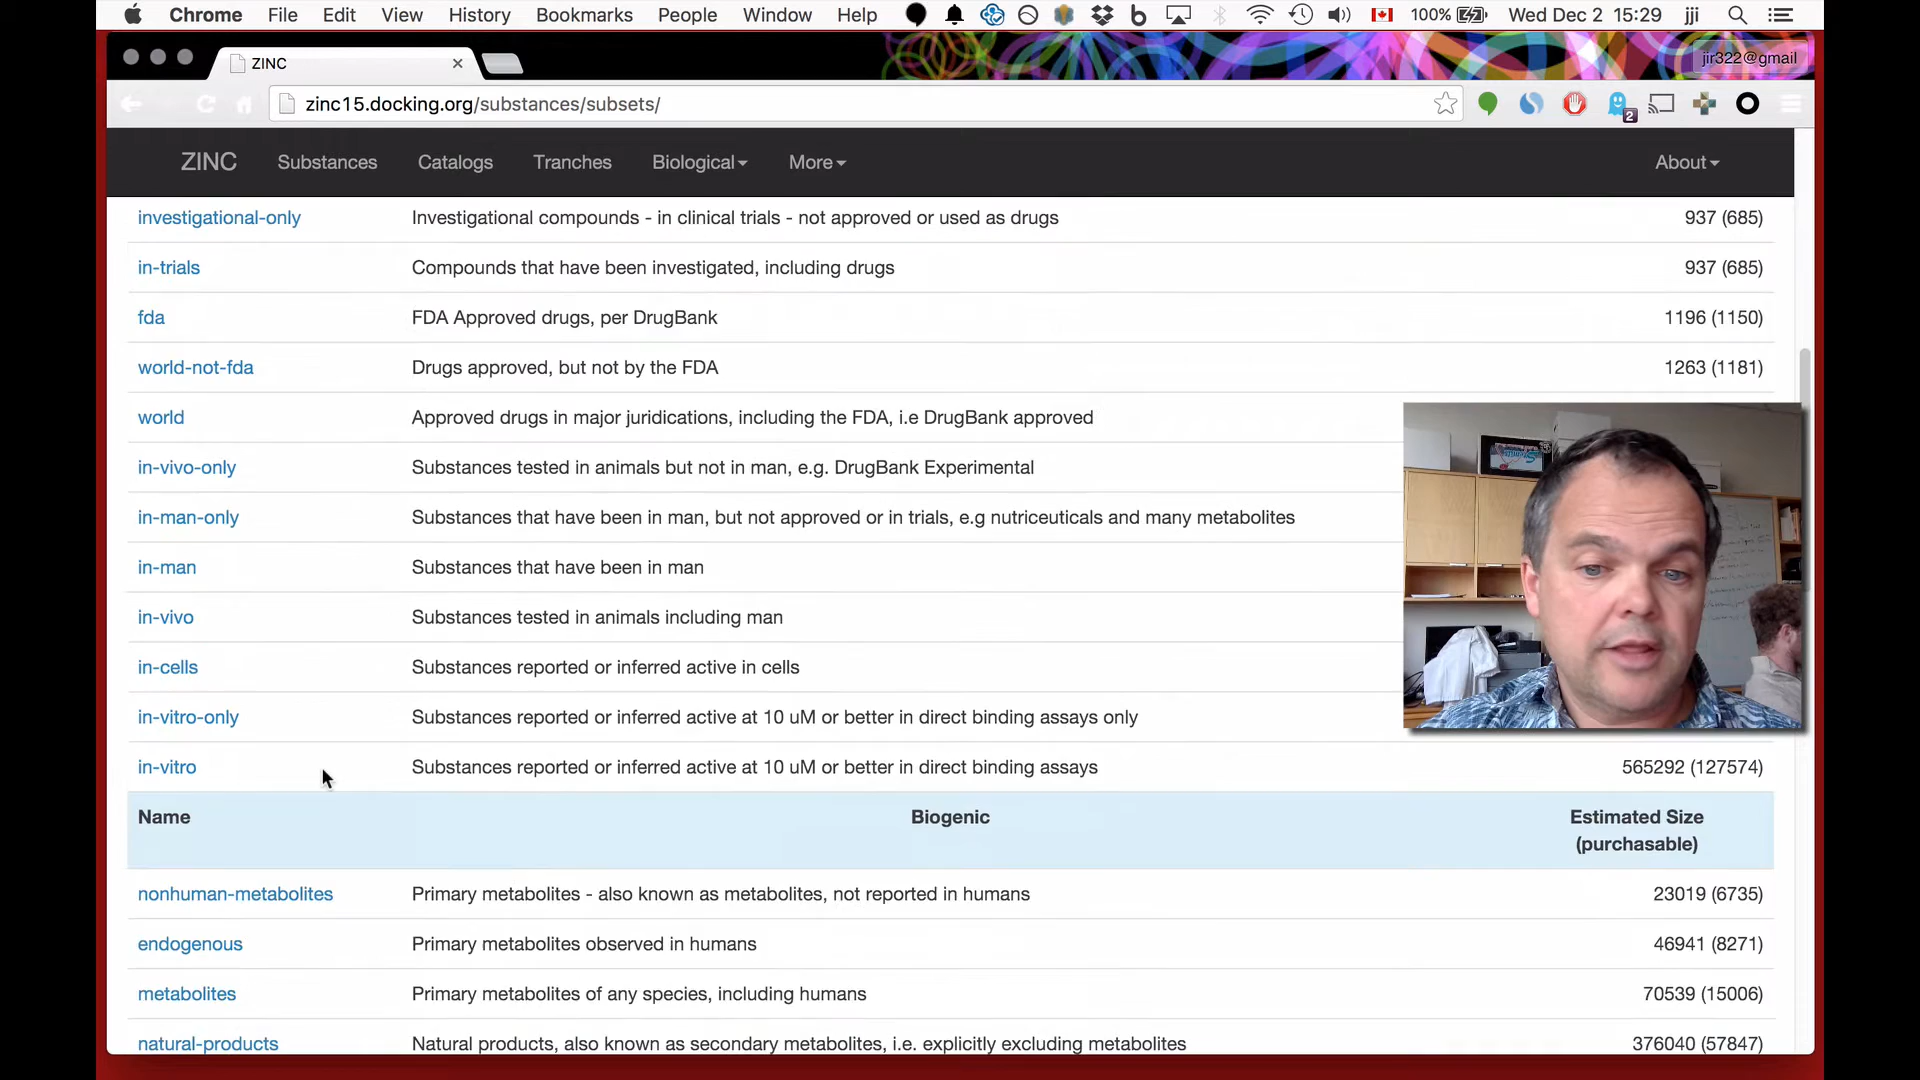 Chrome File Edit View History Bookmarks People Window Help 100% Wed Dec 2 15:29 jji
ZINC
jir322@gmail
zinc15.docking.org/substances/subsets/
2
ZINC Substances Catalogs Tranches Biological More About
investigational-only Investigational compounds - in clinical trials - not approved or used as drugs 937 (685)
in-trials Compounds that have been investigated, including drugs 937 (685)
fda FDA Approved drugs, per DrugBank 1196 (1150)
world-not-fda Drugs approved, but not by the FDA 1263 (1181)
world Approved drugs in major juridications, including the FDA, i.e DrugBank approved
in-vivo-only Substances tested in animals but not in man, e.g. DrugBank Experimental
in-man-only Substances that have been in man, but not approved or in trials, e.g nutriceuticals and many metabolites
in-man Substances that have been in man
in-vivo Substances tested in animals including man
in-cells Substances reported or inferred active in cells
in-vitro-only Substances reported or inferred active at 10 uM or better in direct binding assays only
in-vitro Substances reported or inferred active at 10 uM or better in direct binding assays 565292 (127574)
Name Biogenic Estimated Size
(purchasable)
nonhuman-metabolites Primary metabolites - also known as metabolites, not reported in humans 23019 (6735)
endogenous Primary metabolites observed in humans 46941 (8271)
metabolites Primary metabolites of any species, including humans 70539 (15006)
natural-products Natural products, also known as secondary metabolites, i.e. explicitly excluding metabolites 376040 (57847)